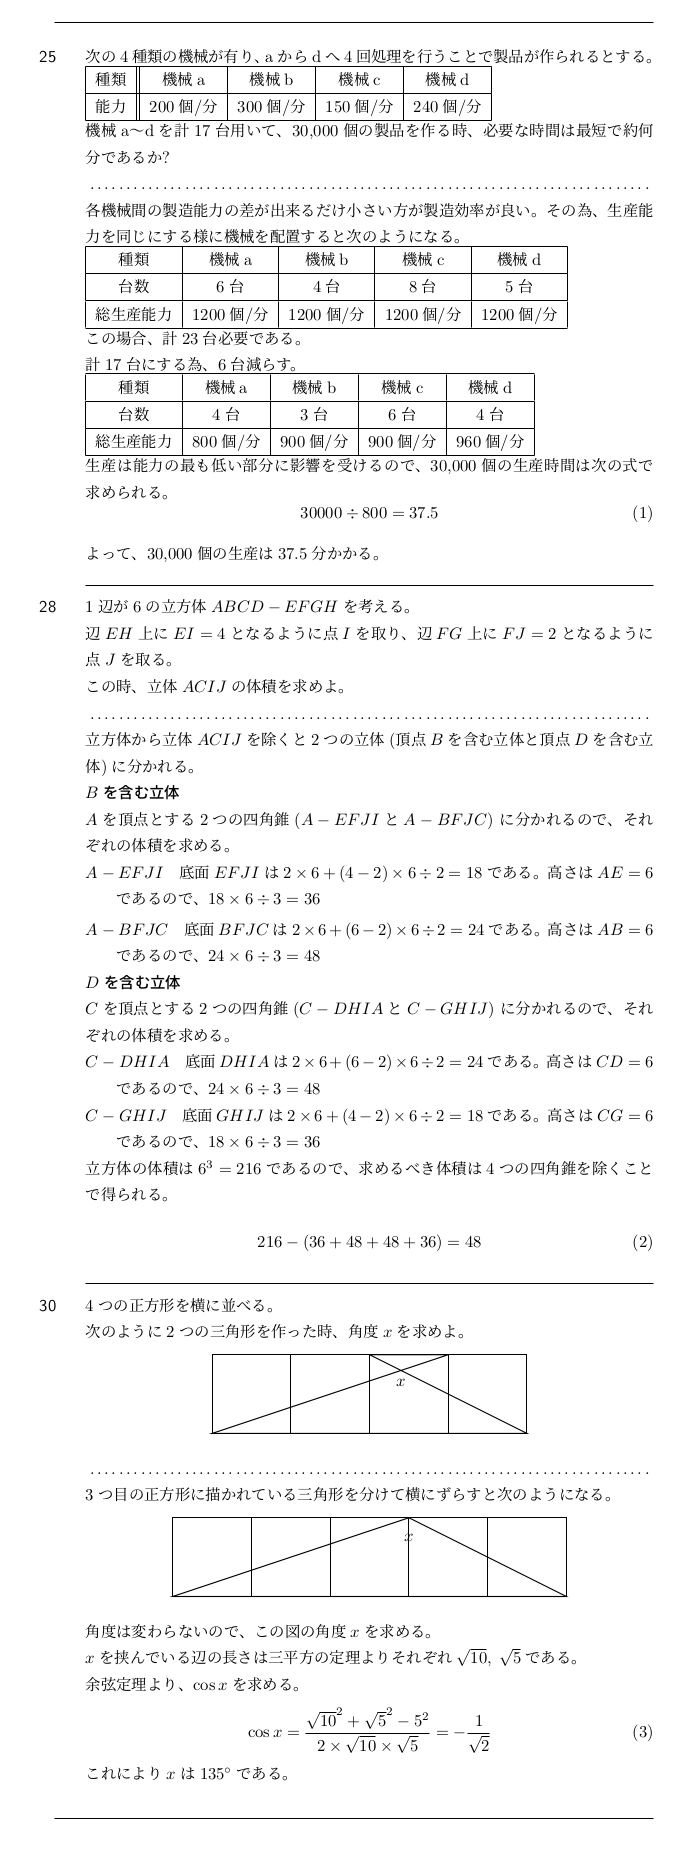 25 次の 4 種類の機械が有り、a から d へ 4 回処理を行うことで製品が作られるとする。
種類 機械 a 機械 b 機械 c 機械 d
能力 200 個/分 300 個/分 150 個/分 240 個/分
機械 a〜d を計 17 台用いて、30,000 個の製品を作る時、必要な時間は最短で約何
分であるか?
各機械間の製造能力の差が出来るだけ小さい方が製造効率が良い。その為、生産能
力を同じにする様に機械を配置すると次のようになる。
種類 機械 a 機械 b 機械 c 機械 d
台数 6 台 4 台 8 台 5 台
総生産能力 1200 個/分 1200 個/分 1200 個/分 1200 個/分
この場合、計 23 台必要である。
計 17 台にする為、6 台減らす。
種類 機械 a 機械 b 機械 c 機械 d
台数 4 台 3 台 6 台 4 台
総生産能力 800 個/分 900 個/分 900 個/分 960 個/分
生産は能力の最も低い部分に影響を受けるので、30,000 個の生産時間は次の式で
求められる。
30000 ÷ 800 = 37.5 (1)
よって、30,000 個の生産は 37.5 分かかる。
28 1 辺が 6 の立方体 ABCD − EFGH を考える。
辺 EH 上に EI = 4 となるように点 I を取り、辺 FG 上に FJ = 2 となるように
点 J を取る。
この時、立体 ACIJ の体積を求めよ。
立方体から立体 ACIJ を除くと 2 つの立体 (頂点 B を含む立体と頂点 D を含む立
体) に分かれる。
B を含む立体
A を頂点とする 2 つの四角錐 (A − EFJI と A − BFJC) に分かれるので、それ
ぞれの体積を求める。
A − EFJI 底面 EFJI は 2 × 6 + (4 − 2) × 6 ÷ 2 = 18 である。高さは AE = 6
であるので、18 × 6 ÷ 3 = 36
A − BFJC 底面 BFJC は 2 × 6 + (6 − 2) × 6 ÷ 2 = 24 である。高さは AB = 6
であるので、24 × 6 ÷ 3 = 48
D を含む立体
C を頂点とする 2 つの四角錐 (C − DHIA と C − GHIJ) に分かれるので、それ
ぞれの体積を求める。
C − DHIA 底面 DHIA は 2 × 6 + (6 − 2) × 6 ÷ 2 = 24 である。高さは CD = 6
であるので、24 × 6 ÷ 3 = 48
C − GHIJ 底面 GHIJ は 2 × 6 + (4 − 2) × 6 ÷ 2 = 18 である。高さは CG = 6
であるので、18 × 6 ÷ 3 = 36
立方体の体積は 6³ = 216 であるので、求めるべき体積は 4 つの四角錐を除くこと
で得られる。
216 − (36 + 48 + 48 + 36) = 48 (2)
30 4 つの正方形を横に並べる。
次のように 2 つの三角形を作った時、角度 x を求めよ。
x
3 つ目の正方形に描かれている三角形を分けて横にずらすと次のようになる。
x
角度は変わらないので、この図の角度 x を求める。
x を挟んでいる辺の長さは三平方の定理よりそれぞれ √10, √5 である。
余弦定理より、cos x を求める。
cos x = (√10² + √5² − 5²) / (2 × √10 × √5) = − 1/√2 (3)
これにより x は 135° である。